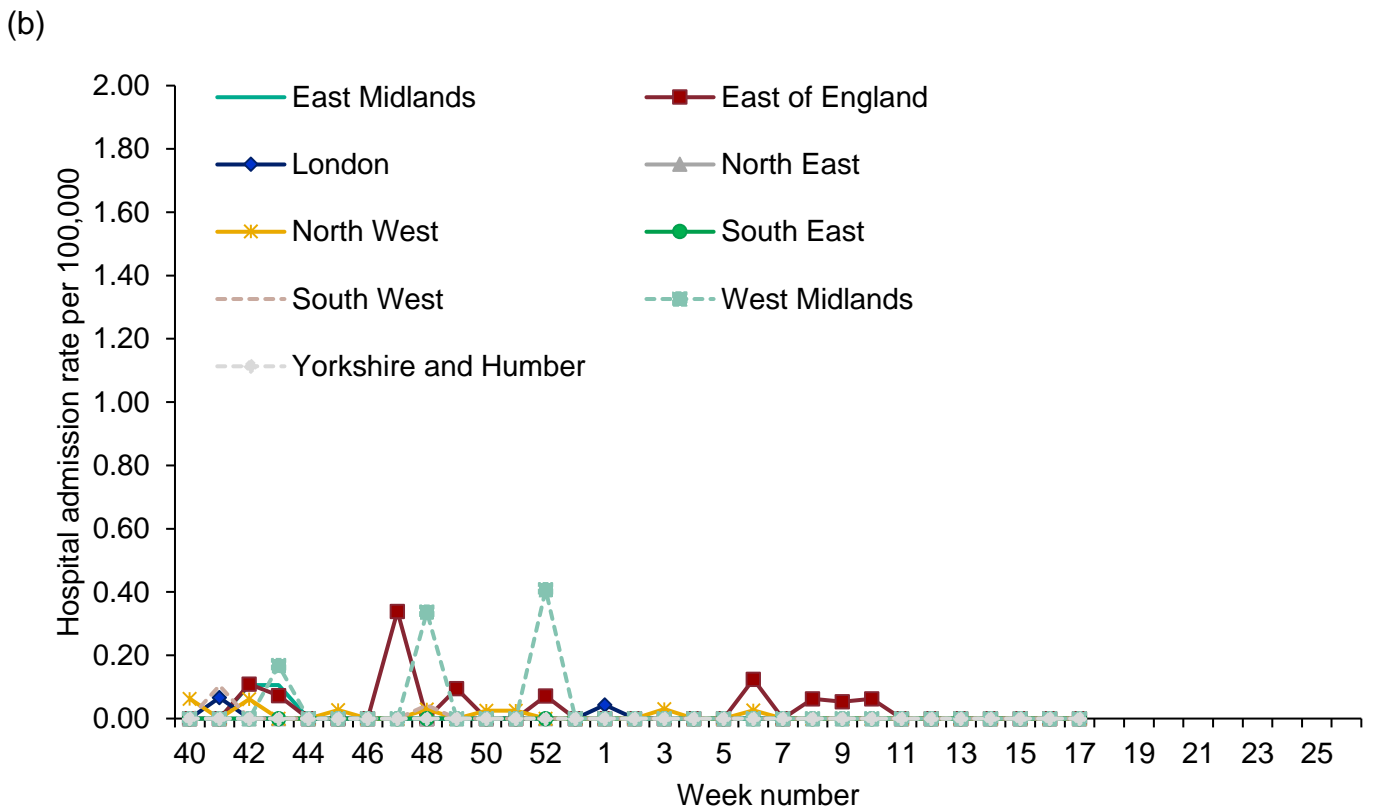 (b)
Hospital admission rate per 100,000
2.00
1.80
1.60
1.40
1.20
1.00
0.80
0.60
0.40
0.20
0.00
East Midlands
East of England
London
North East
North West
South East
South West
West Midlands
Yorkshire and Humber
40 42 44 46 48 50 52 1 3 5 7 9 11 13 15 17 19 21 23 25
Week number